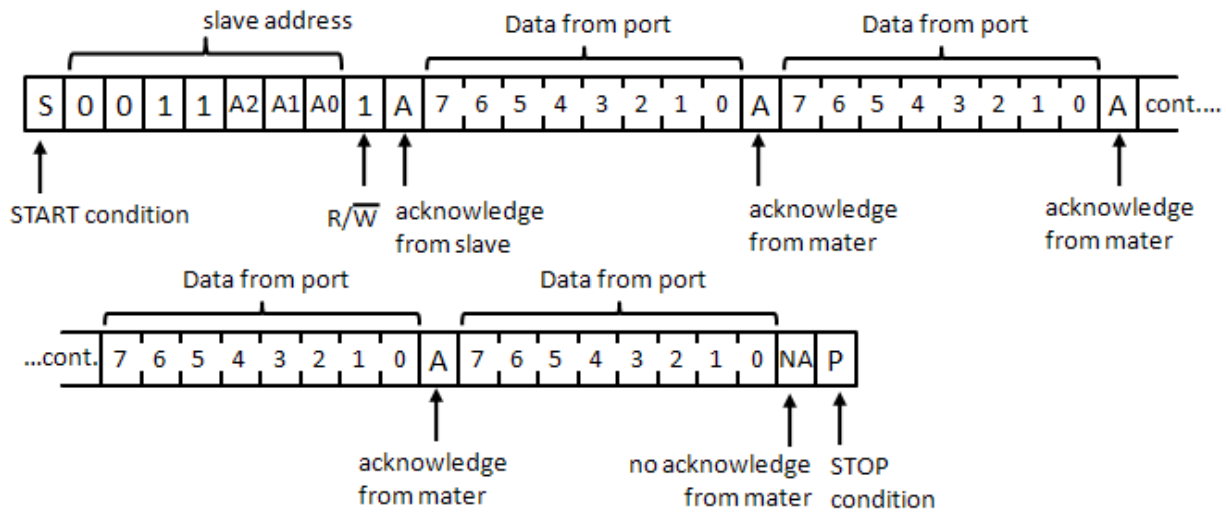 slave address
Data from port
Data from port
S 0 0 1 1 A2 A1 A0 1 A 7 6 5 4 3 2 1 0 A 7 6 5 4 3 2 1 0 A cont....
START condition
R/W̅
acknowledge
from slave
acknowledge
from mater
acknowledge
from mater
Data from port
Data from port
...cont. 7 6 5 4 3 2 1 0 A 7 6 5 4 3 2 1 0 NA P
acknowledge
from mater
no acknowledge
from mater
STOP
condition